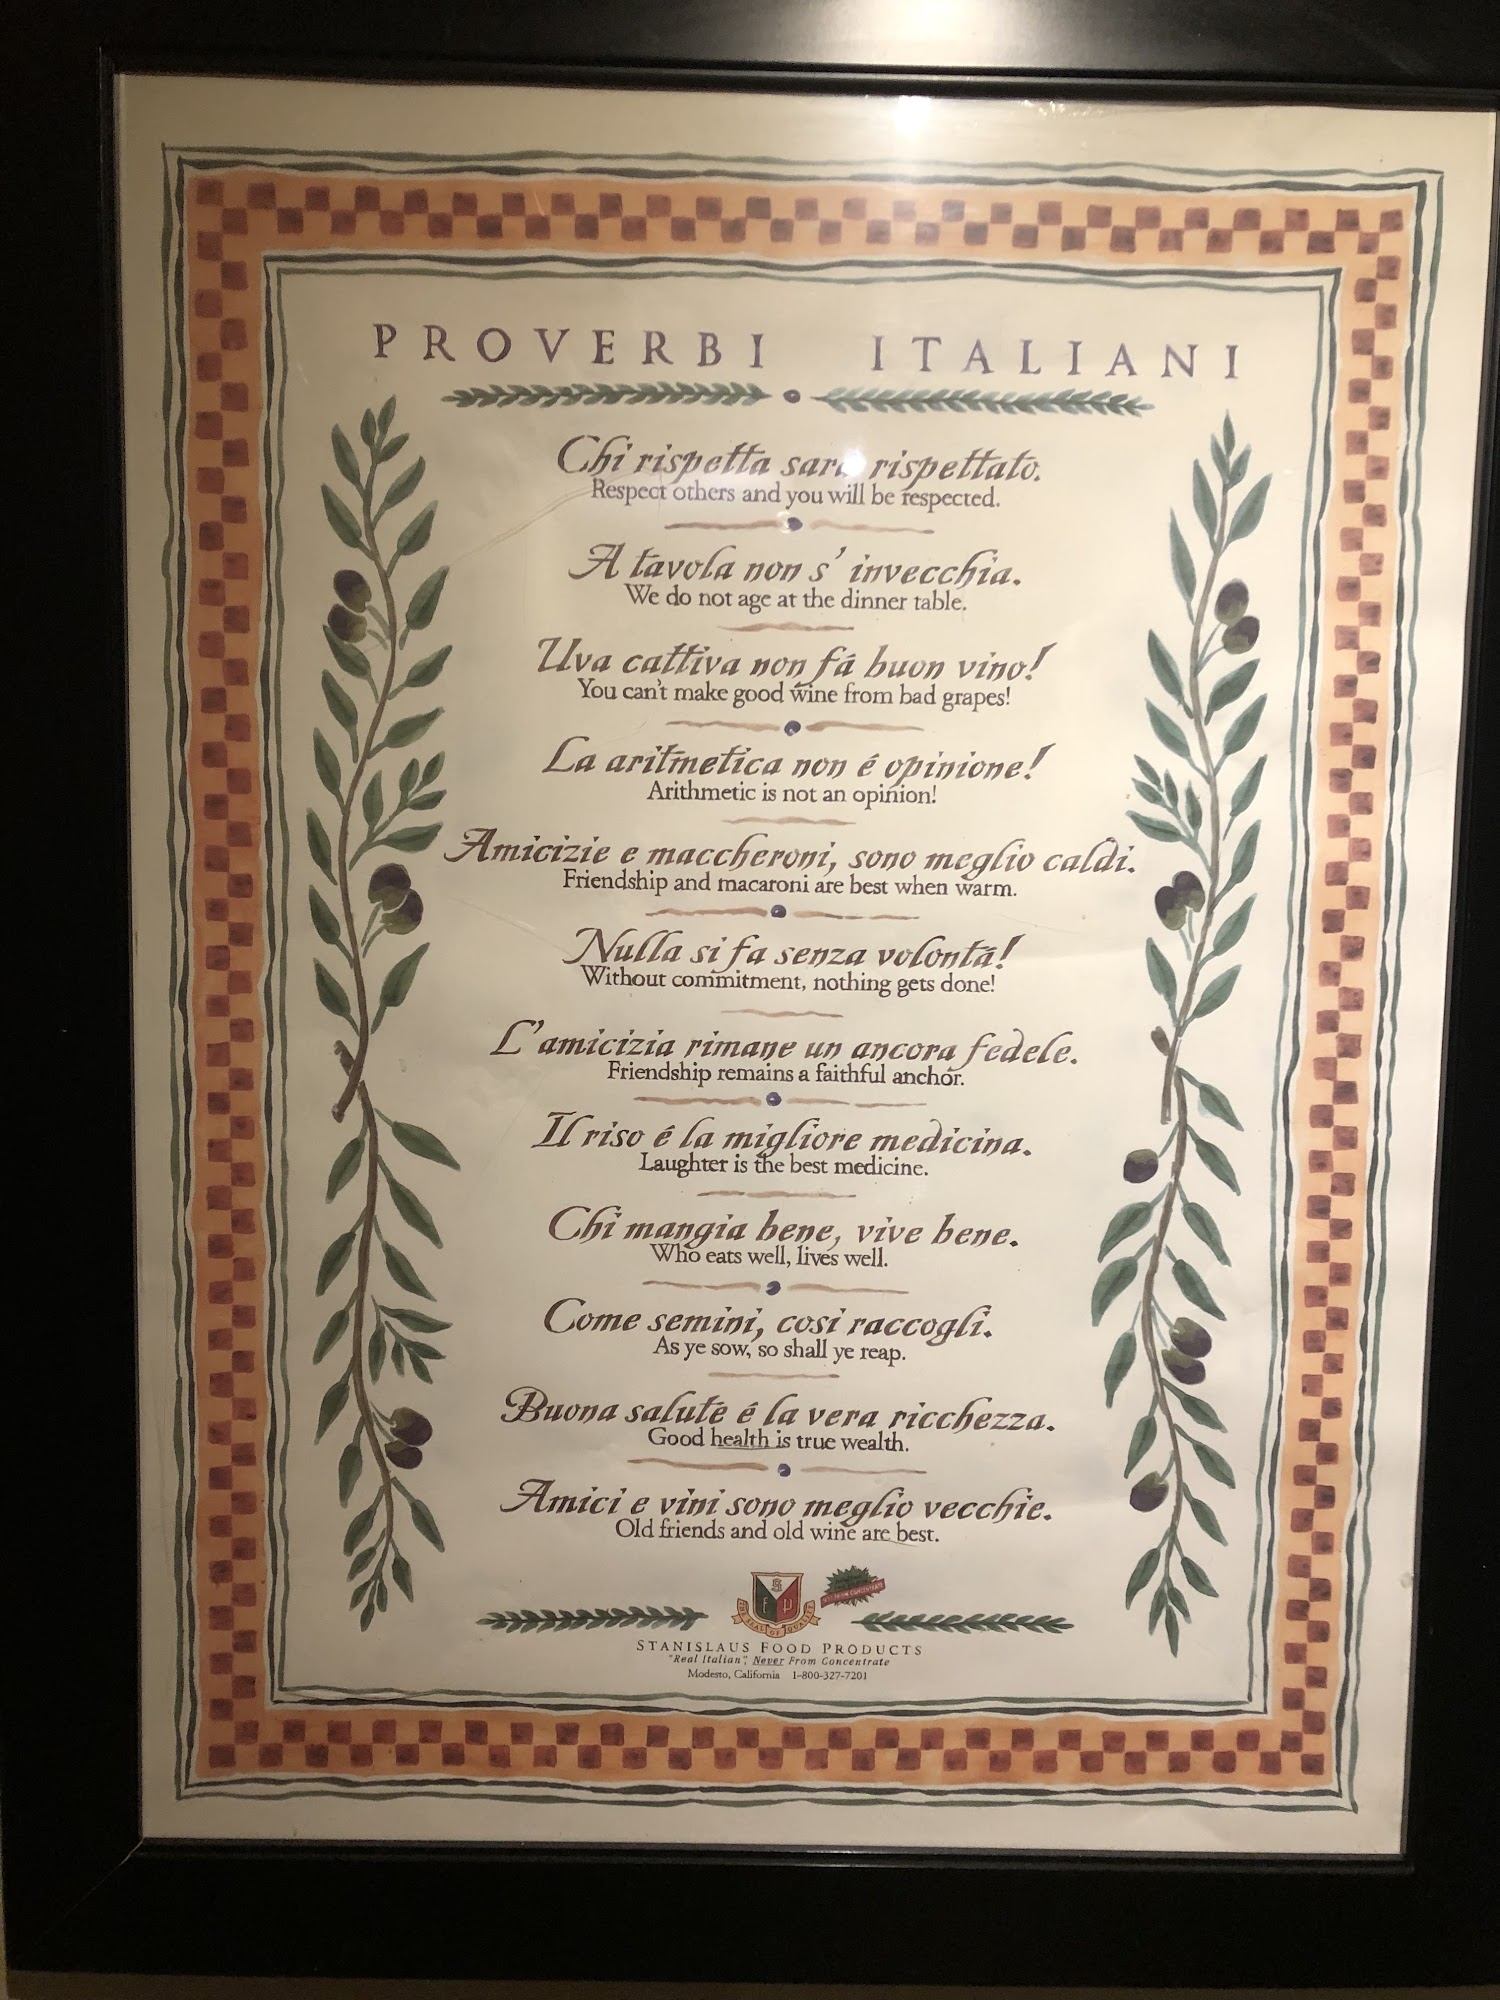 PROVERBI ITALIANI
Chi rispetta sará rispettato.
Respect others and you will be respected.
A tavola non s' invecchia.
We do not age at the dinner table.
Uva cattiva non fá buon vino!
You can't make good wine from bad grapes!
La aritmetica non é opinione!
Arithmetic is not an opinion!
Amicizie e maccheroni, sono meglio caldi.
Friendship and macaroni are best when warm.
Nulla si fa senza volontá!
Without commitment, nothing gets done!
L'amicizia rimane un ancora fedele.
Friendship remains a faithful anchor.
Il riso é la migliore medicina.
Laughter is the best medicine.
Chi mangia bene, vive bene.
Who eats well, lives well.
Come semini, cosi raccogli.
As ye sow, so shall ye reap.
Buona salute é la vera ricchezza.
Good health is true wealth.
Amici e vini sono meglio vecchie.
Old friends and old wine are best.
S F P
THE SEAL OF QUALITY
STANISLAUS FOOD PRODUCTS
"Real Italian", Never From Concentrate
Modesto, California 1-800-327-7201